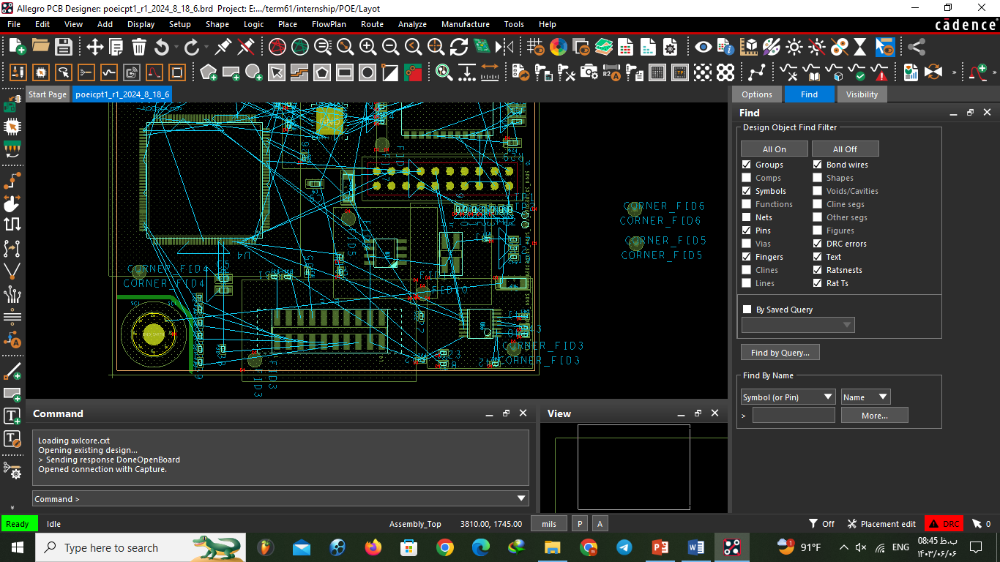 Allegro PCB Designer: poeicpt1_r1_2024_8_18_6.brd Project: E:.../term61/internship/POE/Layot
File Edit View Add Display Setup Shape Logic Place FlowPlan Route Analyze Manufacture Tools Help
cādence
Start Page poeicpt1_r1_2024_8_18_6
Options Find Visibility
Find
Design Object Find Filter
All On All Off
Groups Bond wires
Comps Shapes
Symbols Voids/Cavities
Functions Cline segs
Nets Other segs
Pins Figures
Vias DRC errors
Fingers Text
Clines Ratsnests
Lines Rat Ts
By Saved Query
Find by Query...
Find By Name
Symbol (or Pin) Name
> More...
CORNER_FID6
CORNER_FID6
CORNER_FID5
CORNER_FID5
U4
CORNER_FID4
CORNER_FID4
CORNER_FID3
CORNER_FID3
FID3
FID3
Command
Loading axlcore.cxt
Opening existing design...
> Sending response DoneOpenBoard
Opened connection with Capture.
Command >
View
Ready Idle Assembly_Top 3810.00, 1745.00 mils P A Off Placement edit DRC 0
Type here to search
91°F ENG 08:45 ب.ظ
۱۴۰۳/۰۶/۰۶